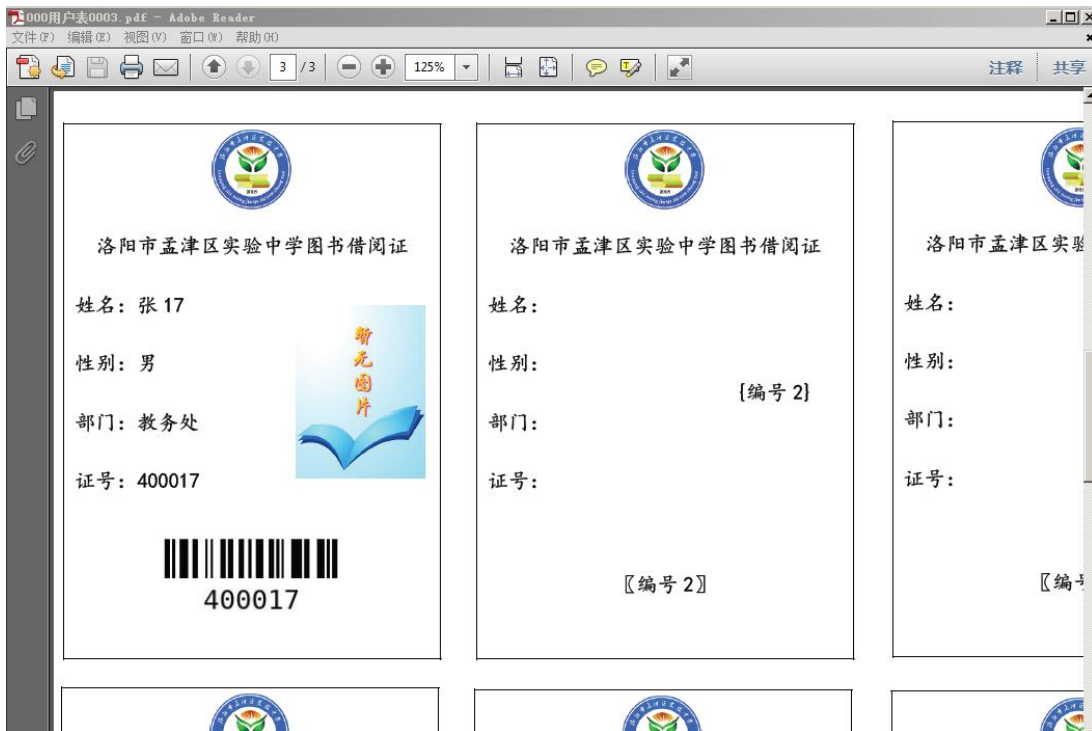 000用户表0003.pdf - Adobe Reader
文件(F) 编辑(E) 视图(V) 窗口(W) 帮助(H)
3 /3 125% 注释 共享
洛阳市孟津区实验中学图书借阅证
姓名：张 17
性别：男
部门：教务处
证号：400017
暂无图片
400017
洛阳市孟津区实验中学图书借阅证
姓名：
性别：
{编号 2}
部门：
证号：
〖编号 2〗
洛阳市孟津区实验
姓名：
性别：
部门：
证号：
〖编号